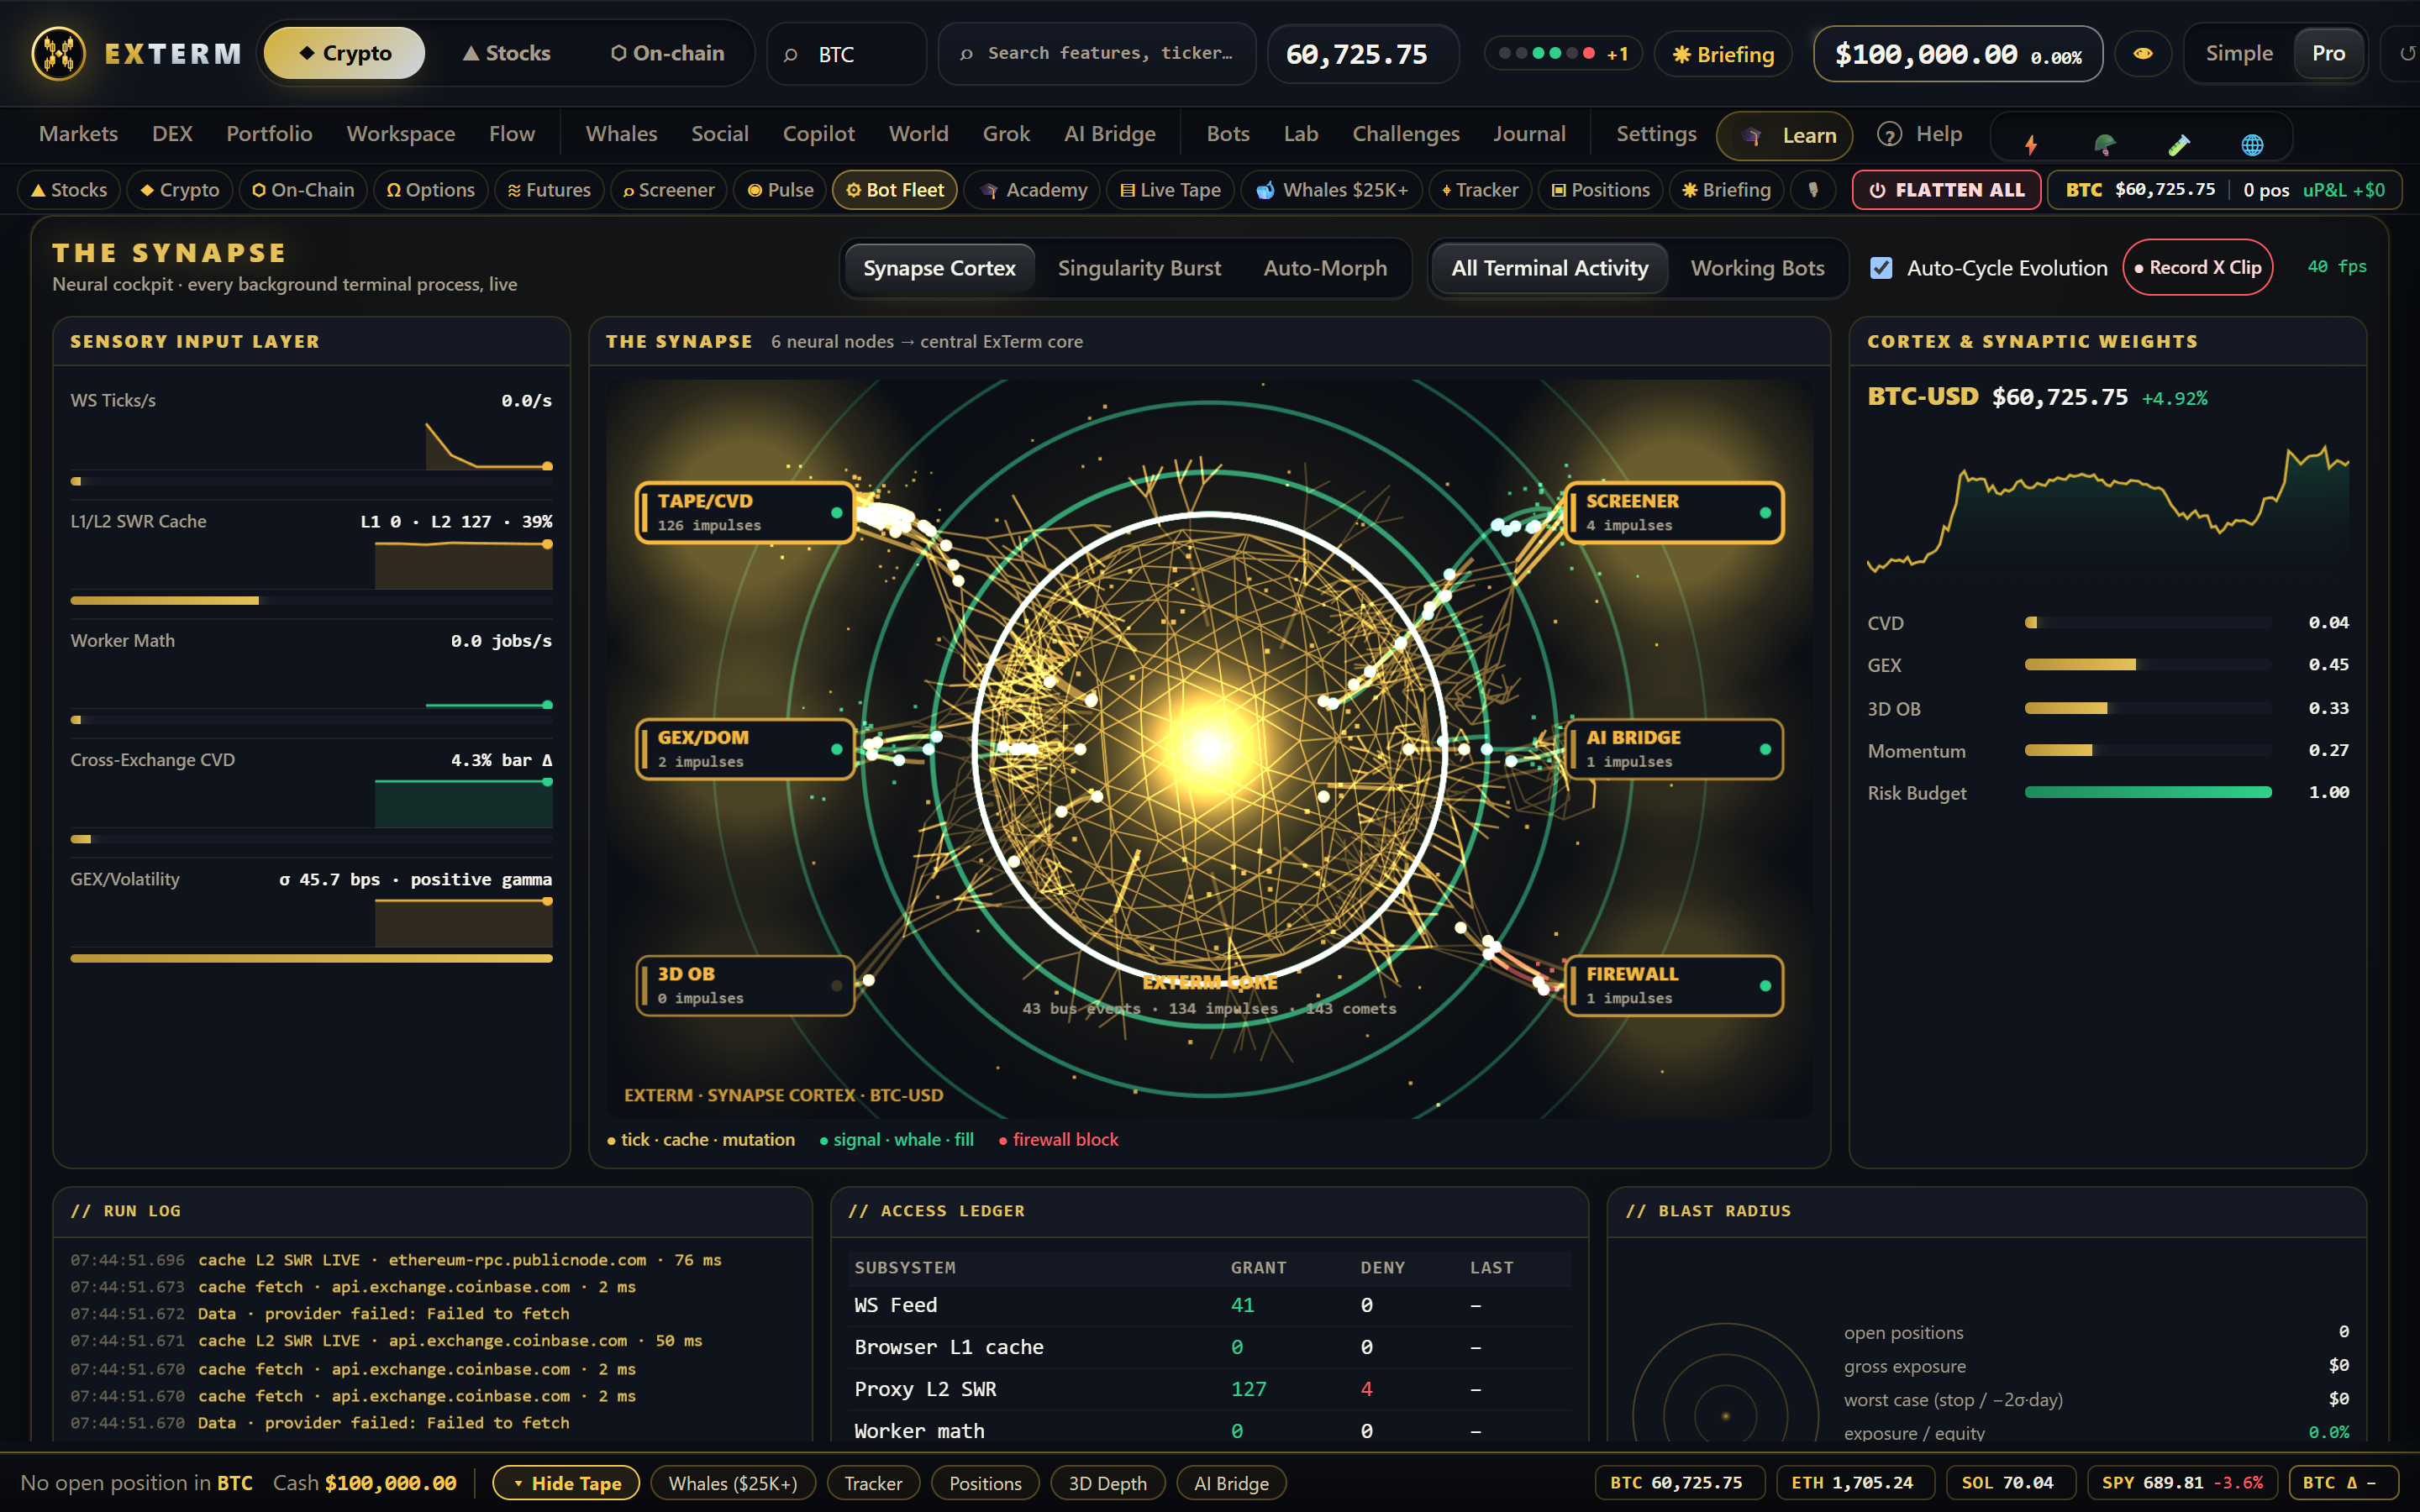 EXTERM
Crypto
Stocks
On-chain
BTC
Search features, ticker…
60,725.75
+1
Briefing
$100,000.00 0.00%
Simple
Pro
Markets DEX Portfolio Workspace Flow Whales Social Copilot World Grok AI Bridge Bots Lab Challenges Journal Settings Learn ? Help
Stocks Crypto On-Chain Options Futures Screener Pulse Bot Fleet Academy Live Tape Whales $25K+ Tracker Positions Briefing
FLATTEN ALL
BTC $60,725.75 0 pos uP&L +$0
THE SYNAPSE
Neural cockpit · every background terminal process, live
Synapse Cortex Singularity Burst Auto-Morph
All Terminal Activity Working Bots
Auto-Cycle Evolution
● Record X Clip
40 fps
SENSORY INPUT LAYER
WS Ticks/s 0.0/s
L1/L2 SWR Cache L1 0 · L2 127 · 39%
Worker Math 0.0 jobs/s
Cross-Exchange CVD 4.3% bar Δ
GEX/Volatility σ 45.7 bps · positive gamma
THE SYNAPSE 6 neural nodes → central ExTerm core
TAPE/CVD
126 impulses
SCREENER
4 impulses
GEX/DOM
2 impulses
AI BRIDGE
1 impulses
3D OB
0 impulses
FIREWALL
1 impulses
EXTERM CORE
43 bus events · 134 impulses · 143 comets
EXTERM · SYNAPSE CORTEX · BTC-USD
● tick · cache · mutation ● signal · whale · fill ● firewall block
CORTEX & SYNAPTIC WEIGHTS
BTC-USD $60,725.75 +4.92%
CVD 0.04
GEX 0.45
3D OB 0.33
Momentum 0.27
Risk Budget 1.00
// RUN LOG
07:44:51.696 cache L2 SWR LIVE · ethereum-rpc.publicnode.com · 76 ms
07:44:51.673 cache fetch · api.exchange.coinbase.com · 2 ms
07:44:51.672 Data · provider failed: Failed to fetch
07:44:51.671 cache L2 SWR LIVE · api.exchange.coinbase.com · 50 ms
07:44:51.670 cache fetch · api.exchange.coinbase.com · 2 ms
07:44:51.670 cache fetch · api.exchange.coinbase.com · 2 ms
07:44:51.670 Data · provider failed: Failed to fetch
// ACCESS LEDGER
SUBSYSTEM GRANT DENY LAST
WS Feed 41 0 –
Browser L1 cache 0 0 –
Proxy L2 SWR 127 4 –
Worker math 0 0 –
// BLAST RADIUS
open positions 0
gross exposure $0
worst case (stop / −2σ·day) $0
exposure / equity 0.0%
No open position in BTC Cash $100,000.00
Hide Tape
Whales ($25K+)
Tracker
Positions
3D Depth
AI Bridge
BTC 60,725.75
ETH 1,705.24
SOL 70.04
SPY 689.81 -3.6%
BTC Δ –